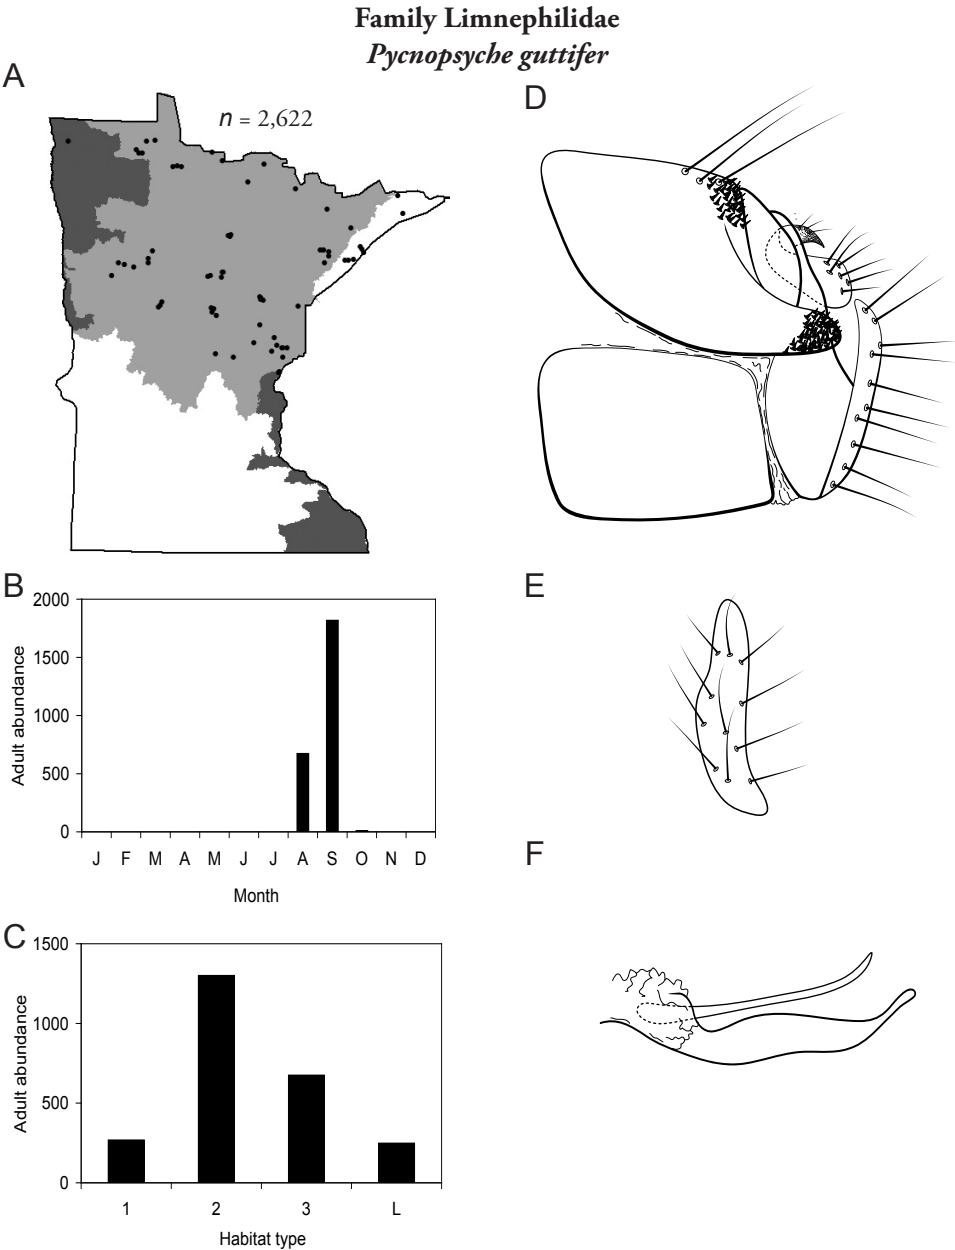 Family Limnephilidae
Pycnopsyche guttifer
A
n = 2,622
D
B
Adult abundance
2000
1500
1000
500
0
J F M A M J J A S O N D
Month
E
C
Adult abundance
1500
1000
500
0
1 2 3 L
Habitat type
F